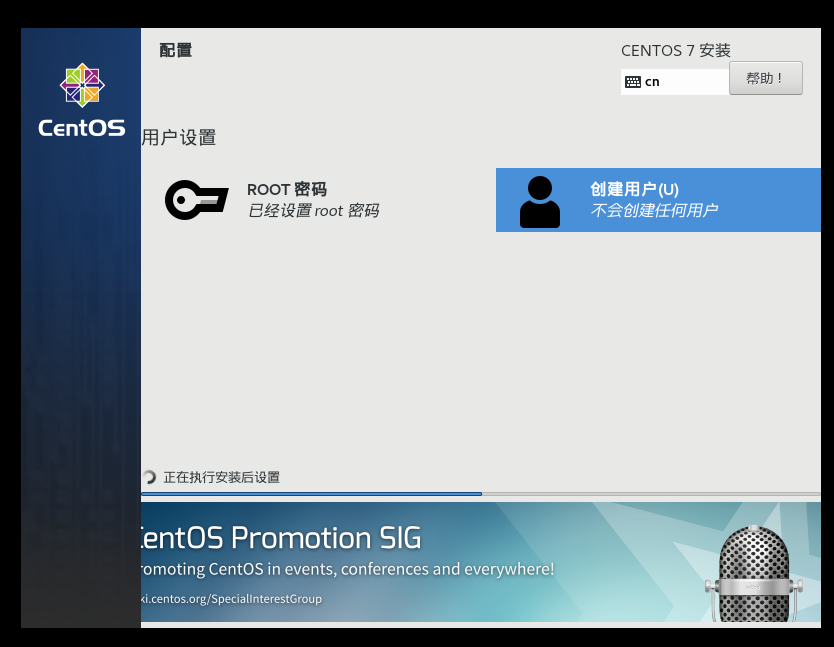 配置
CENTOS 7 安装
cn
帮助！
CentOS
用户设置
ROOT 密码
已经设置 root 密码
创建用户(U)
不会创建任何用户
正在执行安装后设置
CentOS Promotion SIG
romoting CentOS in events, conferences and everywhere!
ki.centos.org/SpecialInterestGroup